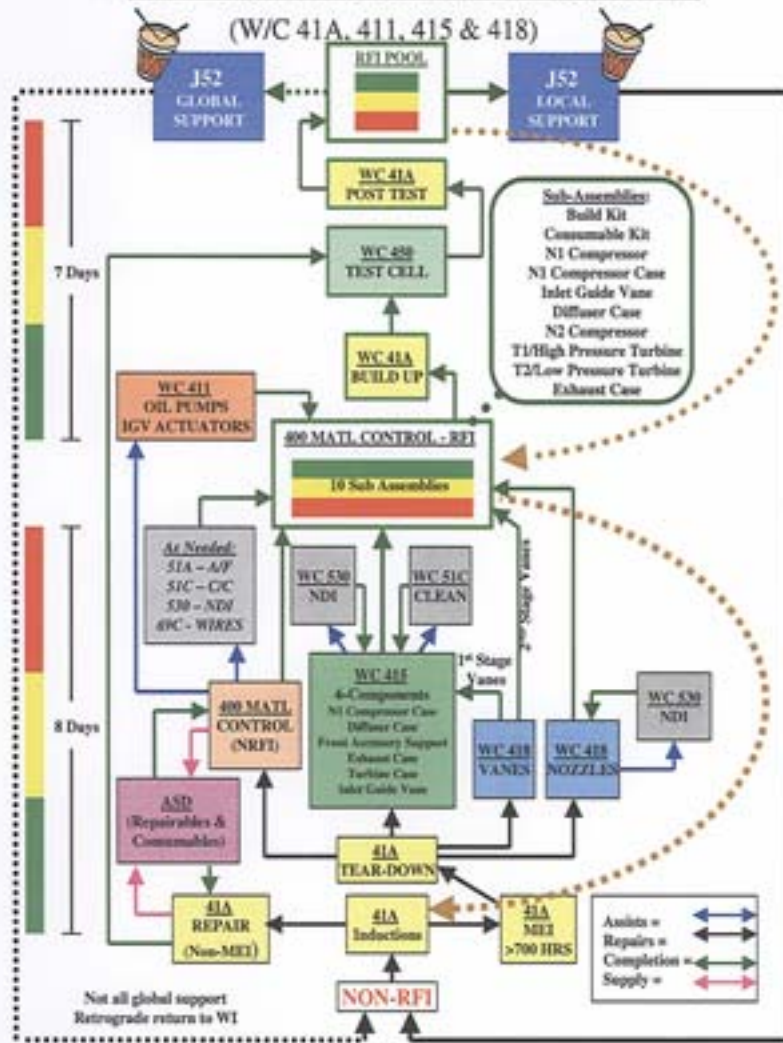 (W/C 41A, 411, 415 & 418)
RFI POOL
J52
GLOBAL
SUPPORT
J52
LOCAL
SUPPORT
WC 41A
POST TEST
WC 450
TEST CELL
WC 41A
BUILD UP
Sub-Assemblies:
Build Kit
Consumable Kit
N1 Compressor
N1 Compressor Case
Inlet Guide Vane
Diffuser Case
N2 Compressor
T1/High Pressure Turbine
T2/Low Pressure Turbine
Exhaust Case
7 Days
WC 411
OIL PUMPS
IGV ACTUATORS
400 MATL CONTROL - RFI
10 Sub Assemblies
As Needed:
51A – A/F
51C – C/C
530 – NDI
69C - WIRES
WC 530
NDI
WC 51C
CLEAN
2nd Stage Vanes
1st Stage
Vanes
8 Days
400 MATL
CONTROL
(NRFI)
WC 415
6-Components
N1 Compressor Case
Diffuser Case
Front Accessory Support
Exhaust Case
Turbine Case
Inlet Guide Vane
WC 418
VANES
WC 418
NOZZLES
WC 530
NDI
ASD
(Repairables &
Consumables)
41A
TEAR-DOWN
41A
REPAIR
(Non-MEI)
41A
Inductions
41A
MEI
>700 HRS
Assists =
Repairs =
Completion =
Supply =
Not all global support
Retrograde return to WI
NON-RFI